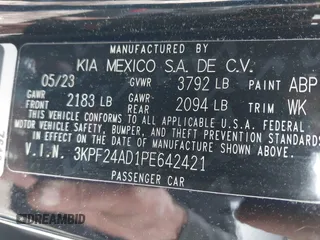 MANUFACTURED BY
KIA MEXICO S.A. DE C.V.
05/23 GVWR 3792 LB PAINT ABP
GAWR FRONT 2183 LB GAWR REAR 2094 LB TRIM WK
THIS VEHICLE CONFORMS TO ALL APPLICABLE U.S.A. FEDERAL
MOTOR VEHICLE SAFETY, BUMPER, AND THEFT PREVENTION
STANDARDS IN EFFECT ON THE DATE OF MANUFACTURE SHOWN ABOVE.
V.I.N. 3KPF24AD1PE642421
PASSENGER CAR
DREAMBID